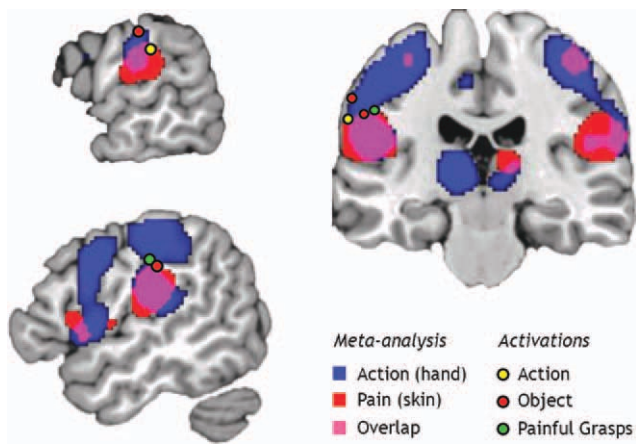 Meta-analysis Activations
Action (hand) Action
Pain (skin) Object
Overlap Painful Grasps